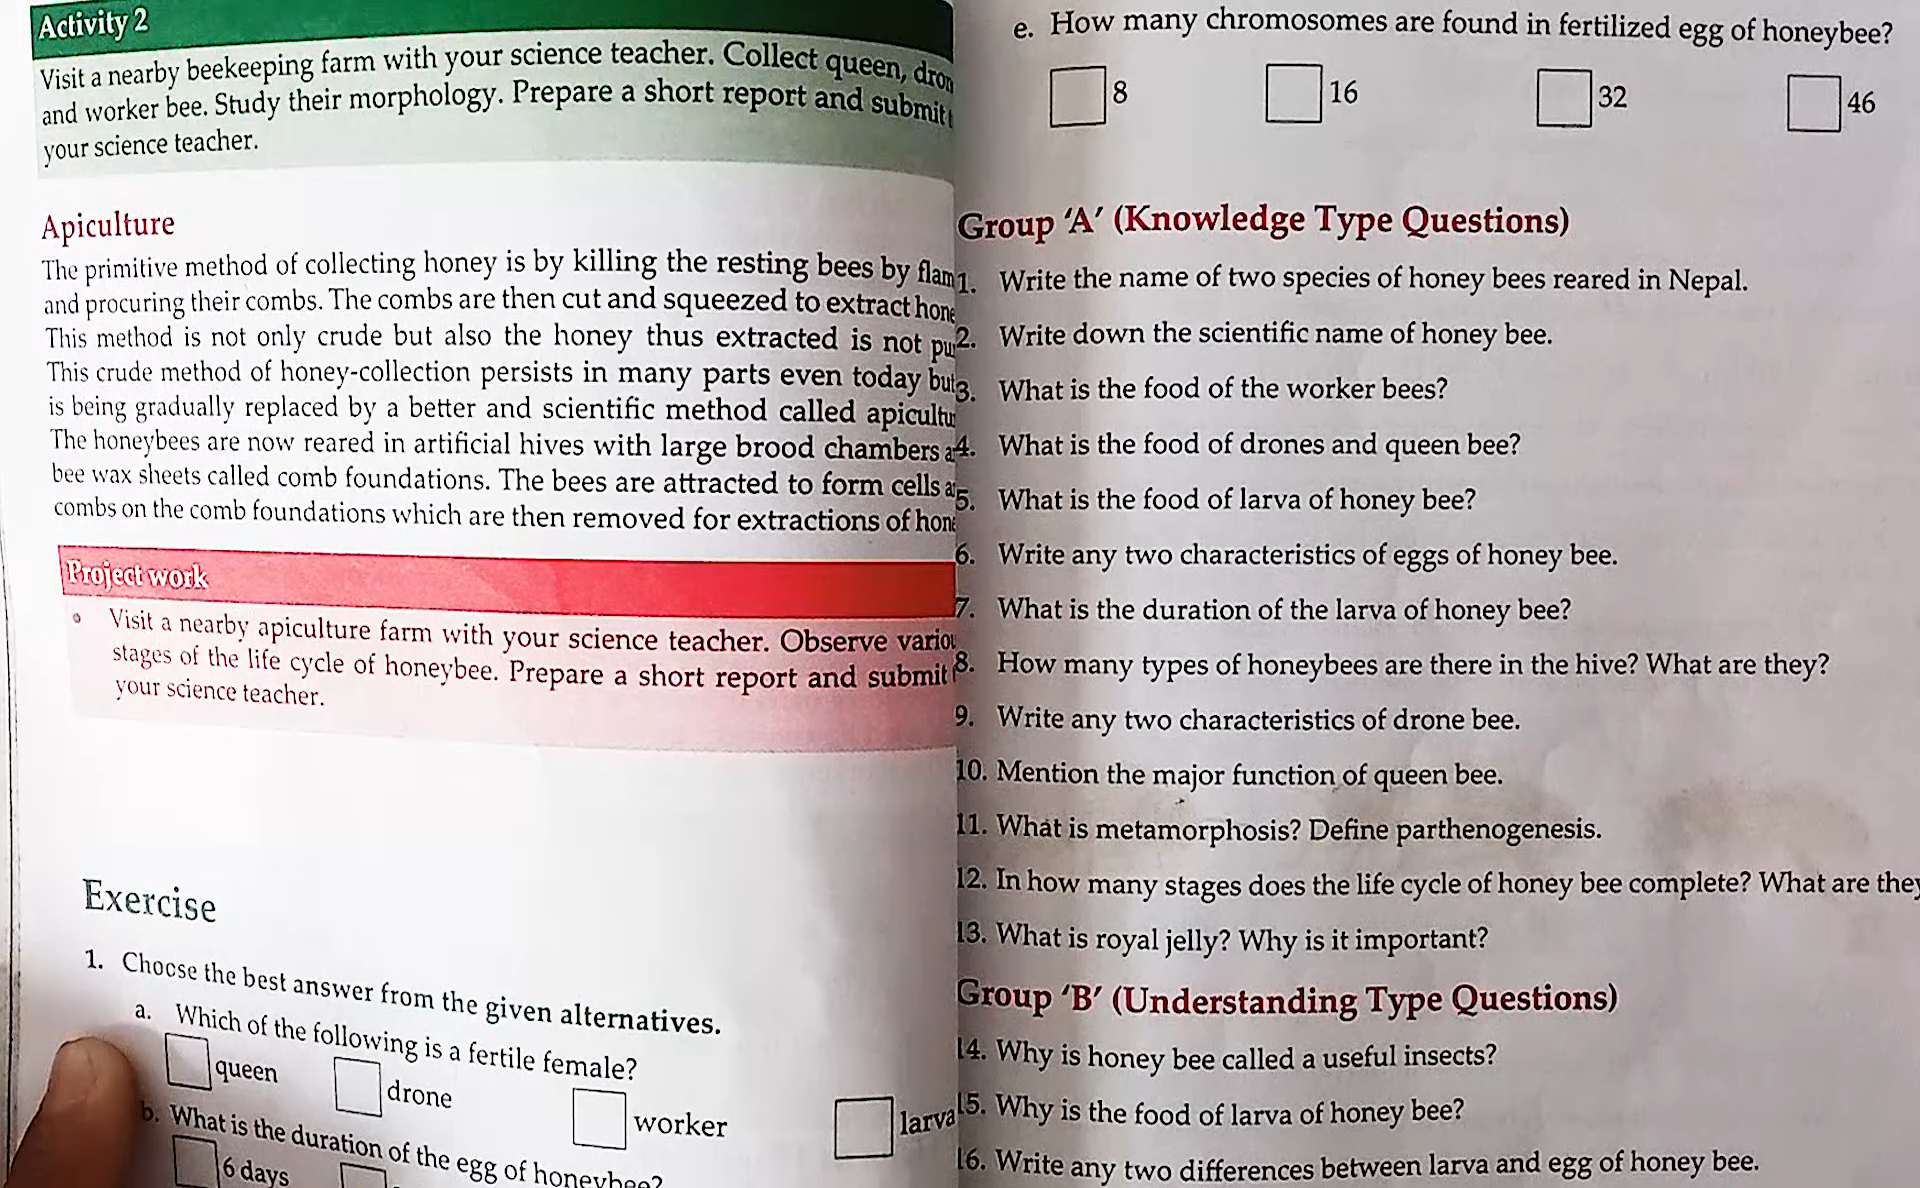 Activity 2
Visit a nearby beekeeping farm with your science teacher. Collect queen,
and worker bee. Study their morphology. Prepare a short report and submit
your science teacher.
Apiculture
The primitive method of collecting honey is by killing the resting bees by
and procuring their combs. The combs are then cut and squeezed to extract
This method is not only crude but also the honey thus extracted is not
This crude method of honey-collection persists in many parts even today but
is being gradually replaced by a better and scientific method called
The honeybees are now reared in artificial hives with large brood chambers
bee wax sheets called comb foundations. The bees are attracted to form cells
combs on the comb foundations which are then removed for extractions of
Project work
• Visit a nearby apiculture farm with your science teacher. Observe
stages of the life cycle of honeybee. Prepare a short report and submit
your science teacher.
Exercise
1. Choose the best answer from the given alternatives.
a. Which of the following is a fertile female?
queen drone worker larva
b. What is the duration of the egg of honeybee?
6 days
e. How many chromosomes are found in fertilized egg of honeybee?
8 16 32 46
Group 'A' (Knowledge Type Questions)
1. Write the name of two species of honey bees reared in Nepal.
2. Write down the scientific name of honey bee.
3. What is the food of the worker bees?
4. What is the food of drones and queen bee?
5. What is the food of larva of honey bee?
6. Write any two characteristics of eggs of honey bee.
7. What is the duration of the larva of honey bee?
8. How many types of honeybees are there in the hive? What are they?
9. Write any two characteristics of drone bee.
10. Mention the major function of queen bee.
11. What is metamorphosis? Define parthenogenesis.
12. In how many stages does the life cycle of honey bee complete? What are they
13. What is royal jelly? Why is it important?
Group 'B' (Understanding Type Questions)
14. Why is honey bee called a useful insects?
15. Why is the food of larva of honey bee?
16. Write any two differences between larva and egg of honey bee.